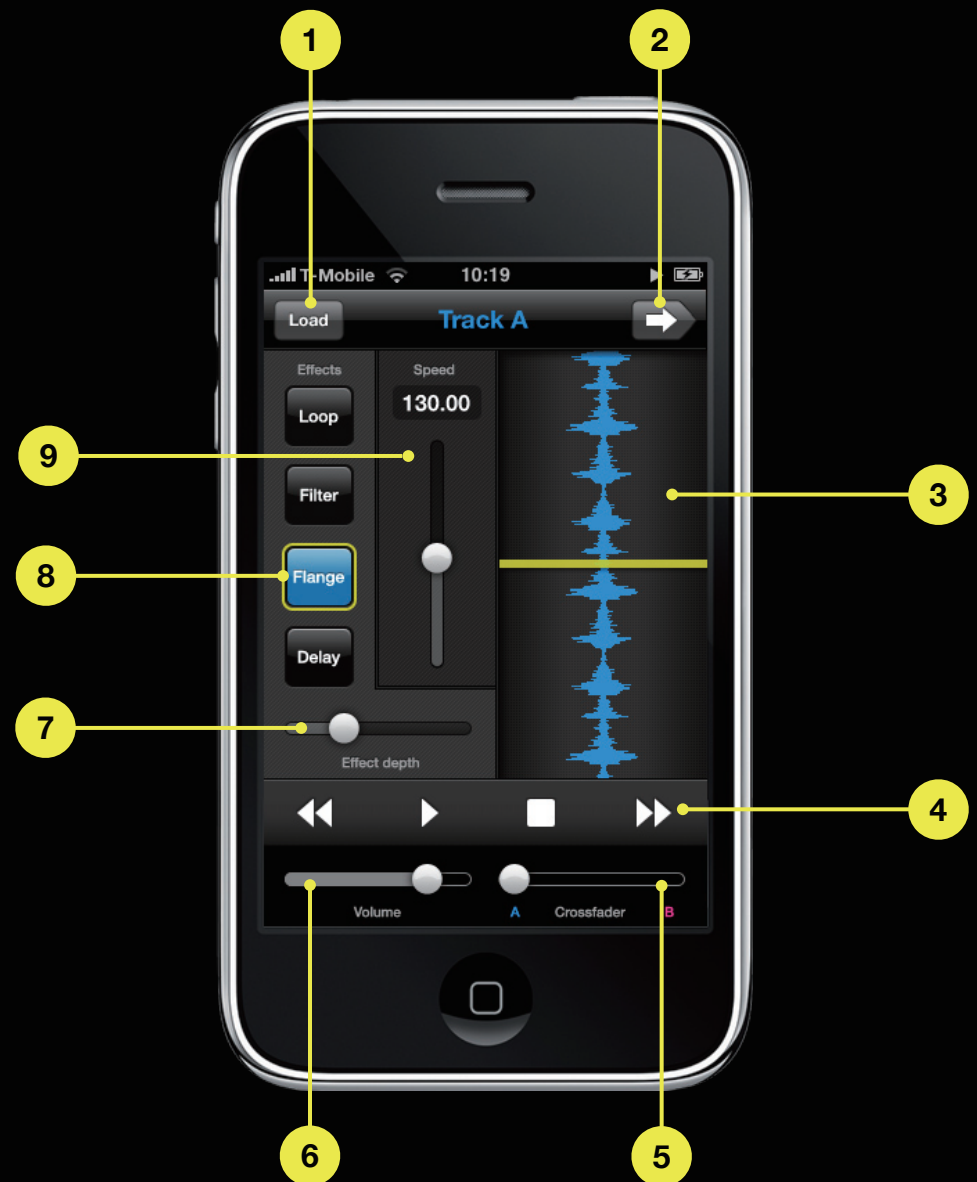 1
2
T-Mobile 10:19
Load Track A
Effects Speed
130.00
Loop
9
Filter
3
8
Flange
Delay
7
Effect depth
4
Volume A Crossfader B
6
5